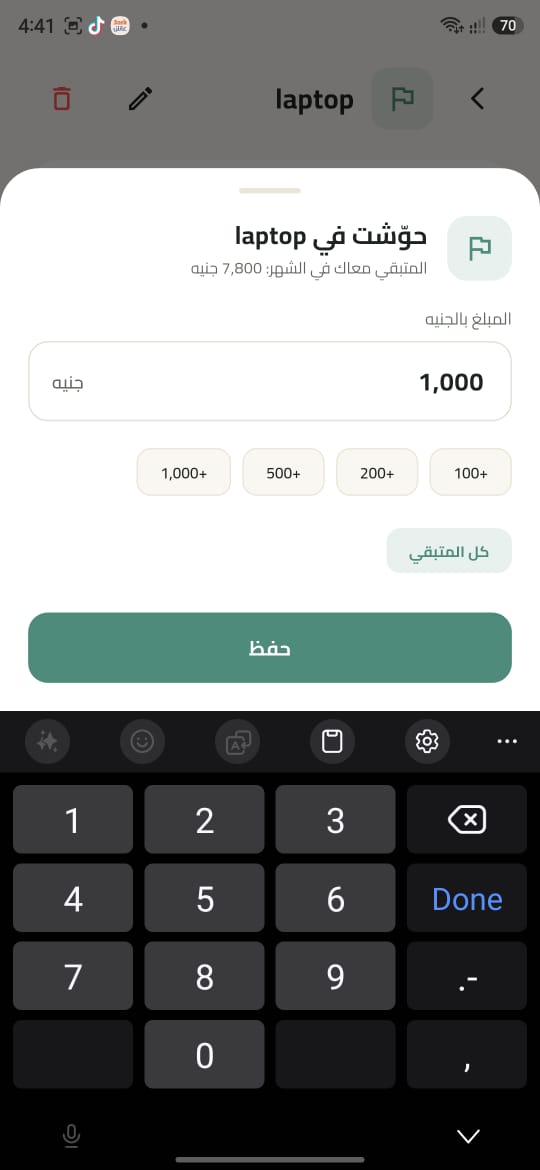 4:41
70
laptop
حوّشت في laptop
المتبقي معاك في الشهر: 7,800 جنيه
المبلغ بالجنيه
1,000 جنيه
+100 +200 +500 +1,000
كل المتبقي
حفظ
1 2 3
4 5 6 Done
7 8 9 .-
0 ,